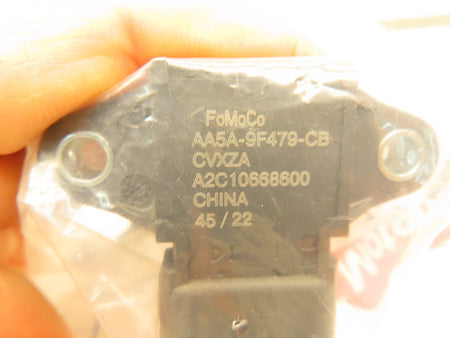 FoMoCo
AA5A-9F479-CB
CVXZA
A2C10668600
CHINA
45 / 22